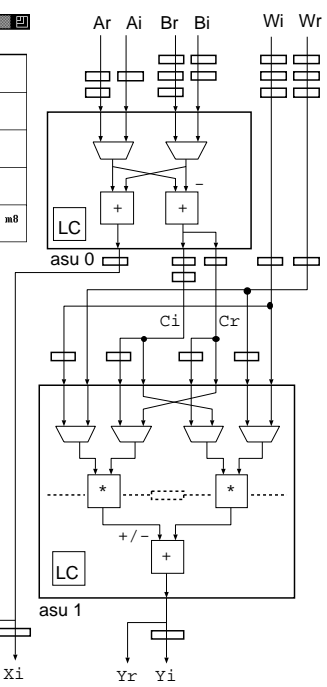 Ar Ai Br Bi Wi Wr
m8
−
+ +
LC
asu 0
Ci Cr
* *
+/−
+
LC
asu 1
Xi Yr Yi